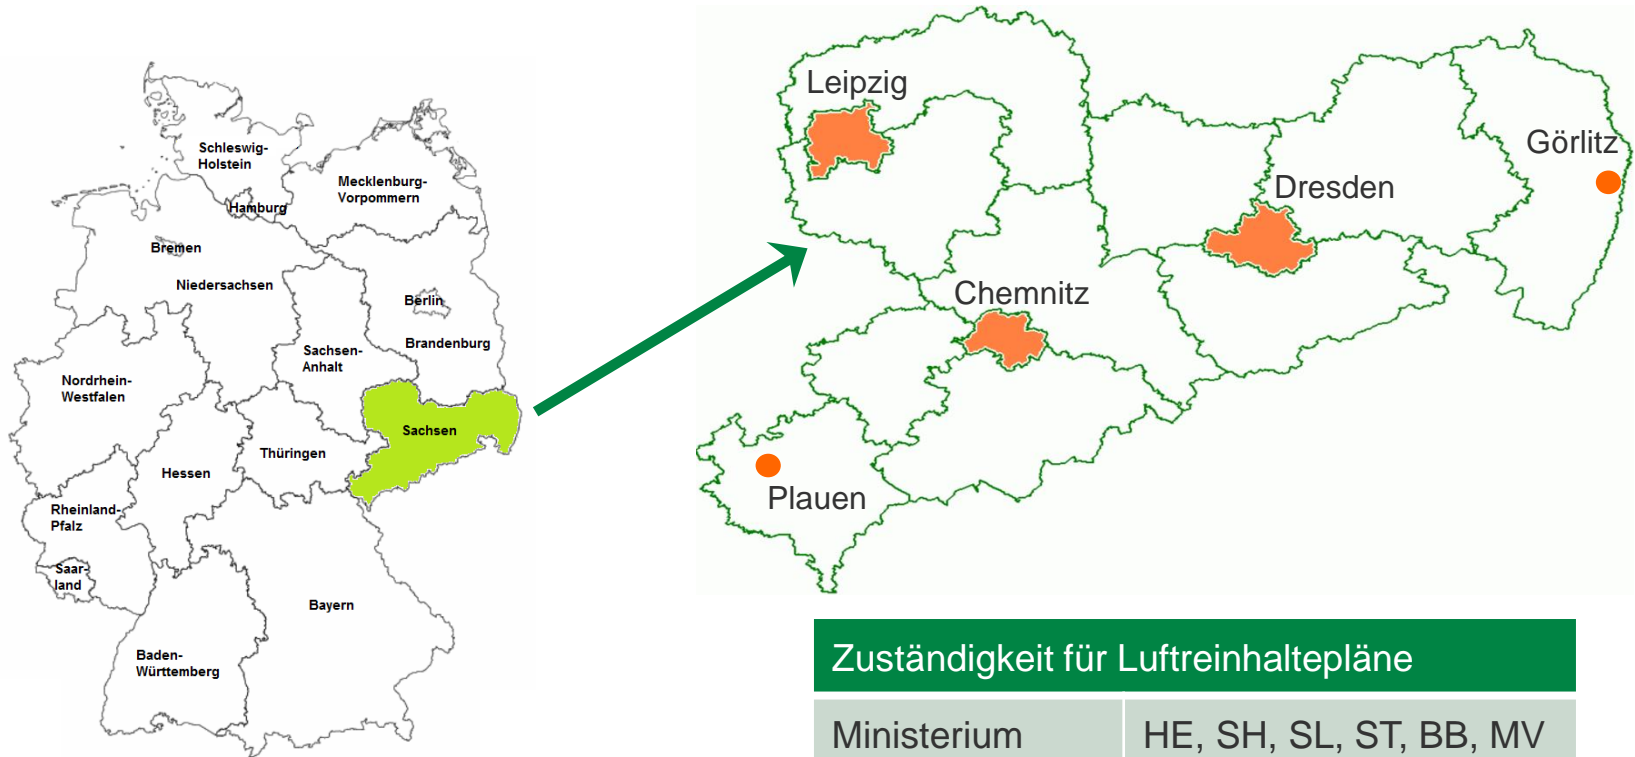 Schleswig-
Holstein
Mecklenburg-
Vorpommern
Hamburg
Bremen
Niedersachsen
Berlin
Brandenburg
Sachsen-
Anhalt
Nordrhein-
Westfalen
Sachsen
Thüringen
Hessen
Rheinland-
Pfalz
Saar-
land
Bayern
Baden-
Württemberg
Leipzig
Görlitz
Dresden
Chemnitz
Plauen
Zuständigkeit für Luftreinhaltepläne
Ministerium HE, SH, SL, ST, BB, MV